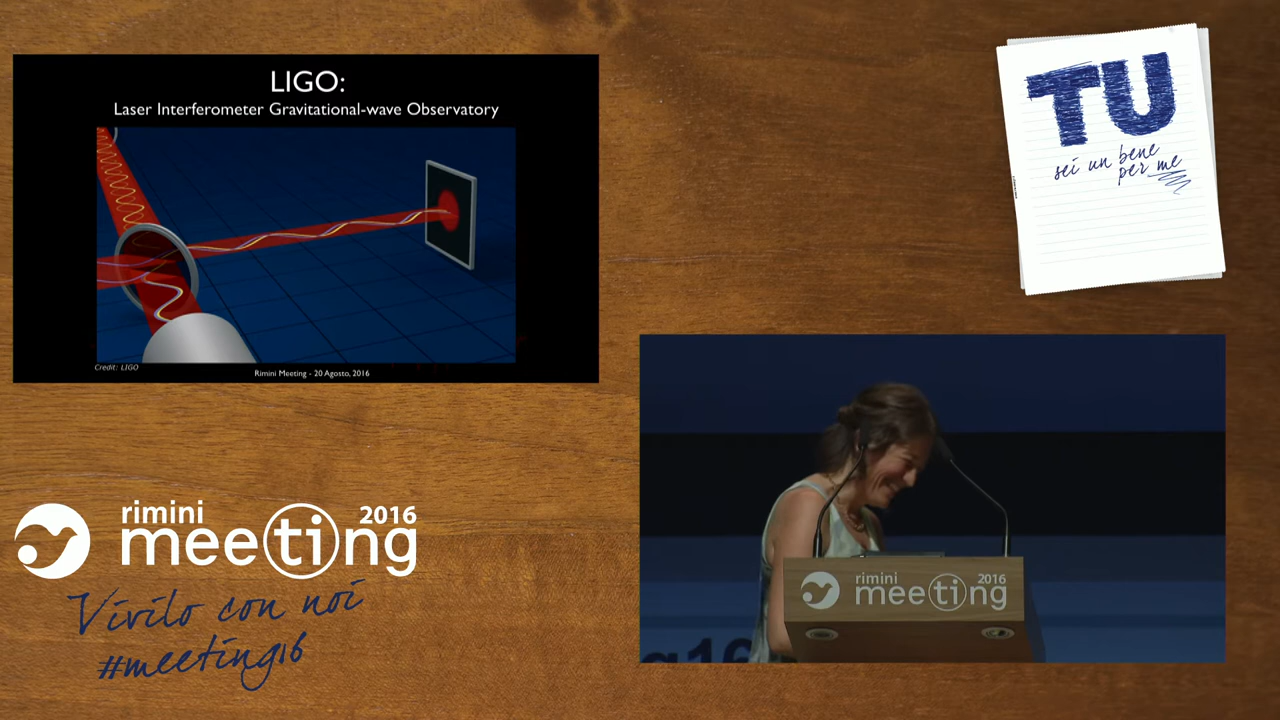 LIGO:
Laser Interferometer Gravitational-wave Observatory
Credit: LIGO
Rimini Meeting - 20 Agosto, 2016
TU
sei un bene
per me
rimini
meeting
2016
Vivilo con noi
#meeting16
rimini
meeting
2016
g16